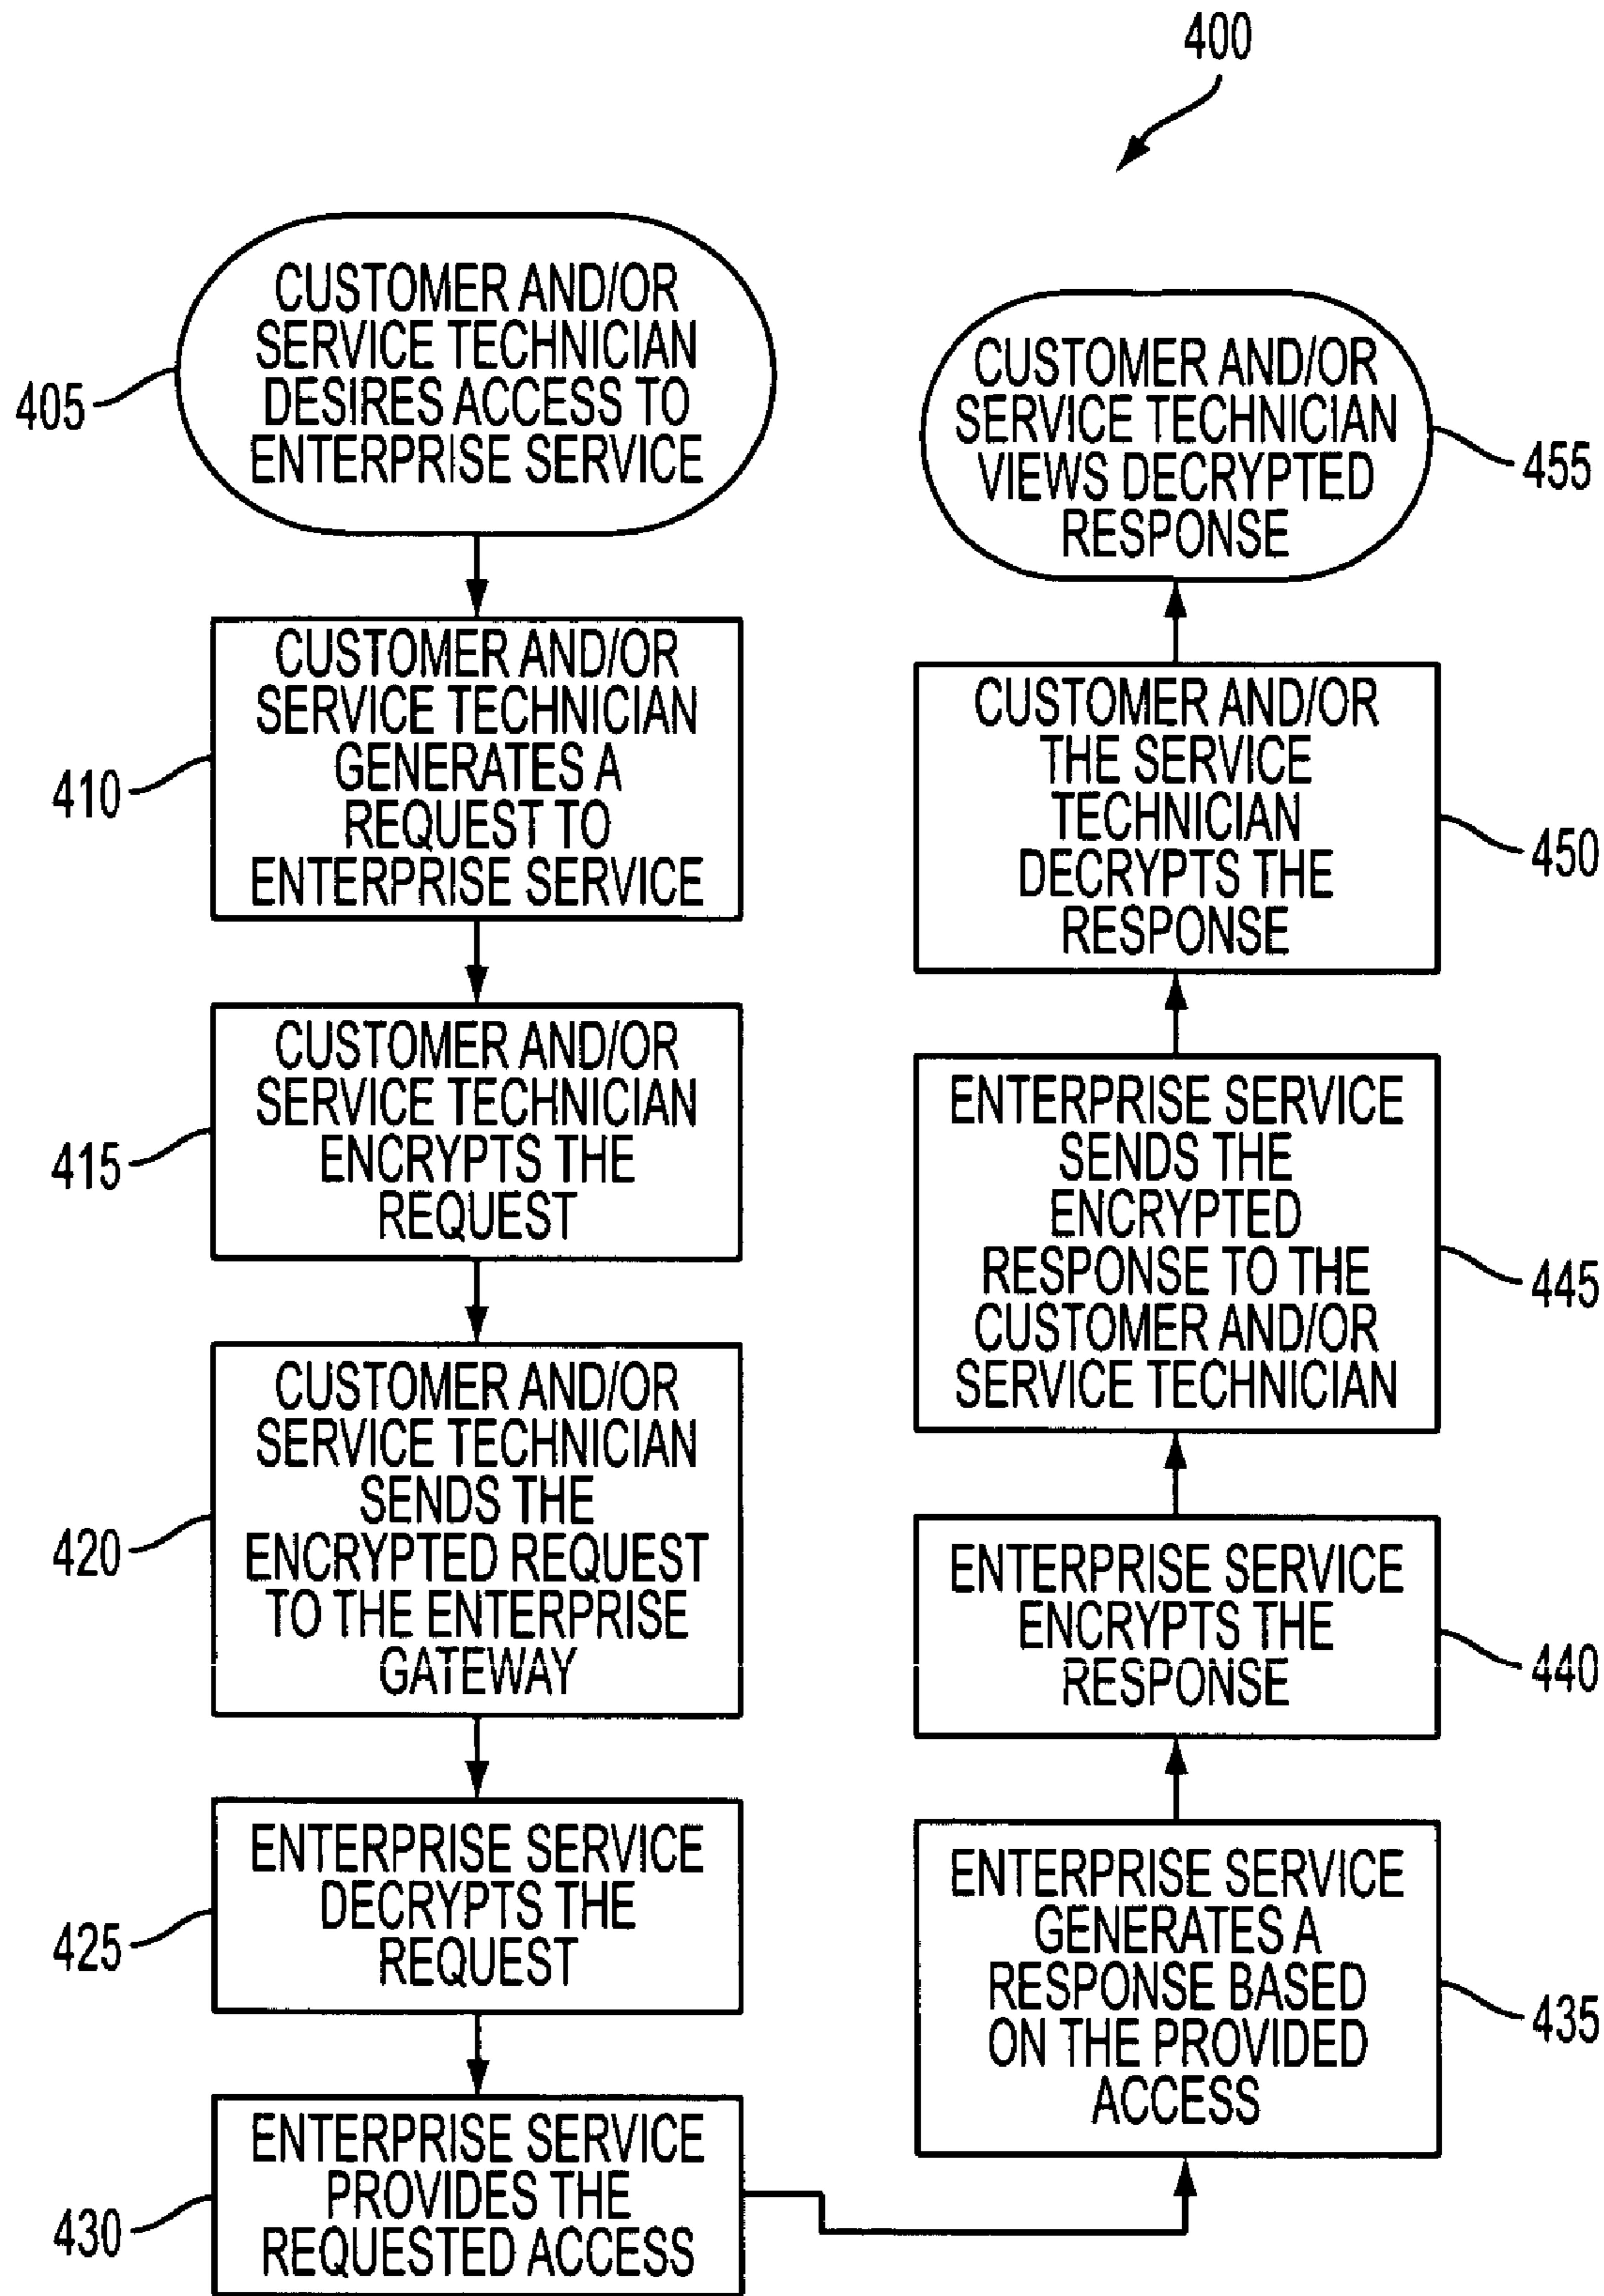 400
CUSTOMER AND/OR
SERVICE TECHNICIAN
DESIRES ACCESS TO
ENTERPRISE SERVICE
405
CUSTOMER AND/OR
SERVICE TECHNICIAN
GENERATES A
REQUEST TO
ENTERPRISE SERVICE
410
CUSTOMER AND/OR
SERVICE TECHNICIAN
ENCRYPTS THE
REQUEST
415
CUSTOMER AND/OR
SERVICE TECHNICIAN
SENDS THE
ENCRYPTED REQUEST
TO THE ENTERPRISE
GATEWAY
420
ENTERPRISE SERVICE
DECRYPTS THE
REQUEST
425
ENTERPRISE SERVICE
PROVIDES THE
REQUESTED ACCESS
430
ENTERPRISE SERVICE
GENERATES A
RESPONSE BASED
ON THE PROVIDED
ACCESS
435
ENTERPRISE SERVICE
ENCRYPTS THE
RESPONSE
440
ENTERPRISE SERVICE
SENDS THE
ENCRYPTED
RESPONSE TO THE
CUSTOMER AND/OR
SERVICE TECHNICIAN
445
CUSTOMER AND/OR
THE SERVICE
TECHNICIAN
DECRYPTS THE
RESPONSE
450
CUSTOMER AND/OR
SERVICE TECHNICIAN
VIEWS DECRYPTED
RESPONSE
455